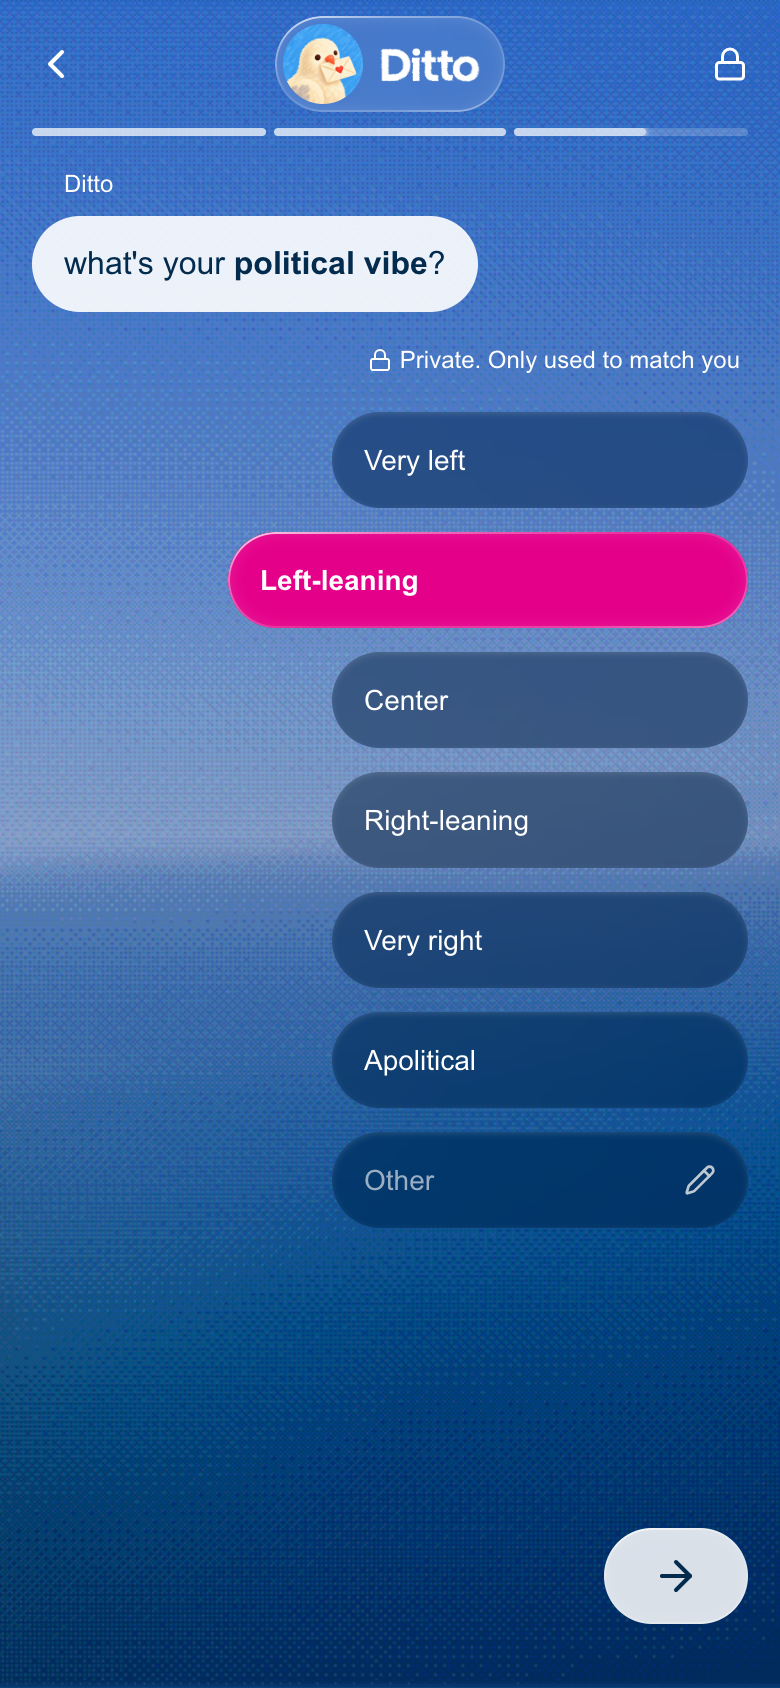 Ditto
Ditto
what's your political vibe?
Private. Only used to match you
Very left
Left-leaning
Center
Right-leaning
Very right
Apolitical
Other